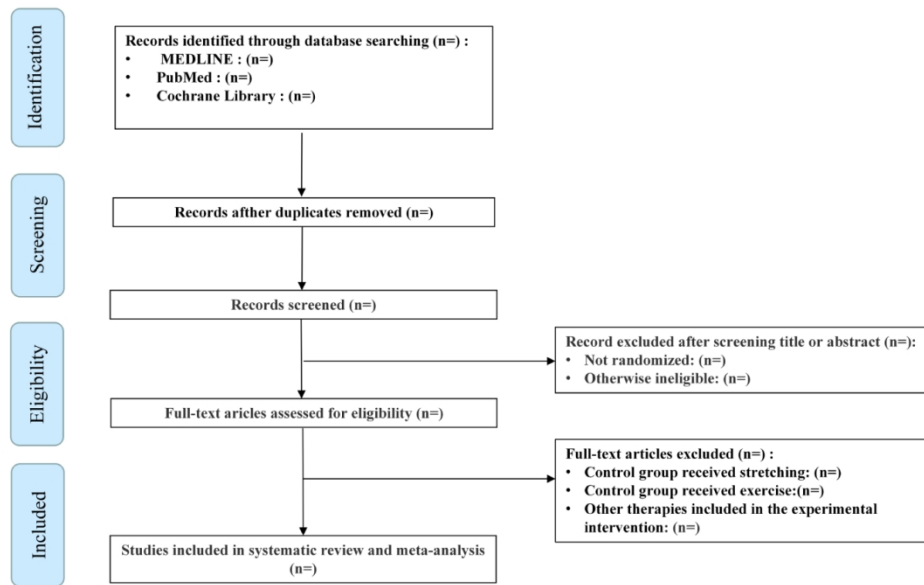 Identification
Records identified through database searching (n=) :
• MEDLINE : (n=)
• PubMed : (n=)
• Cochrane Library : (n=)
Screening
Records afther duplicates removed (n=)
Records screened (n=)
Eligibility
Record excluded after screening title or abstract (n=):
• Not randomized: (n=)
• Otherwise ineligible: (n=)
Full-text aricles assessed for eligibility (n=)
Included
Full-text articles excluded (n=) :
• Control group received stretching: (n=)
• Control group received exercise:(n=)
• Other therapies included in the experimental
intervention: (n=)
Studies included in systematic review and meta-analysis
(n=)